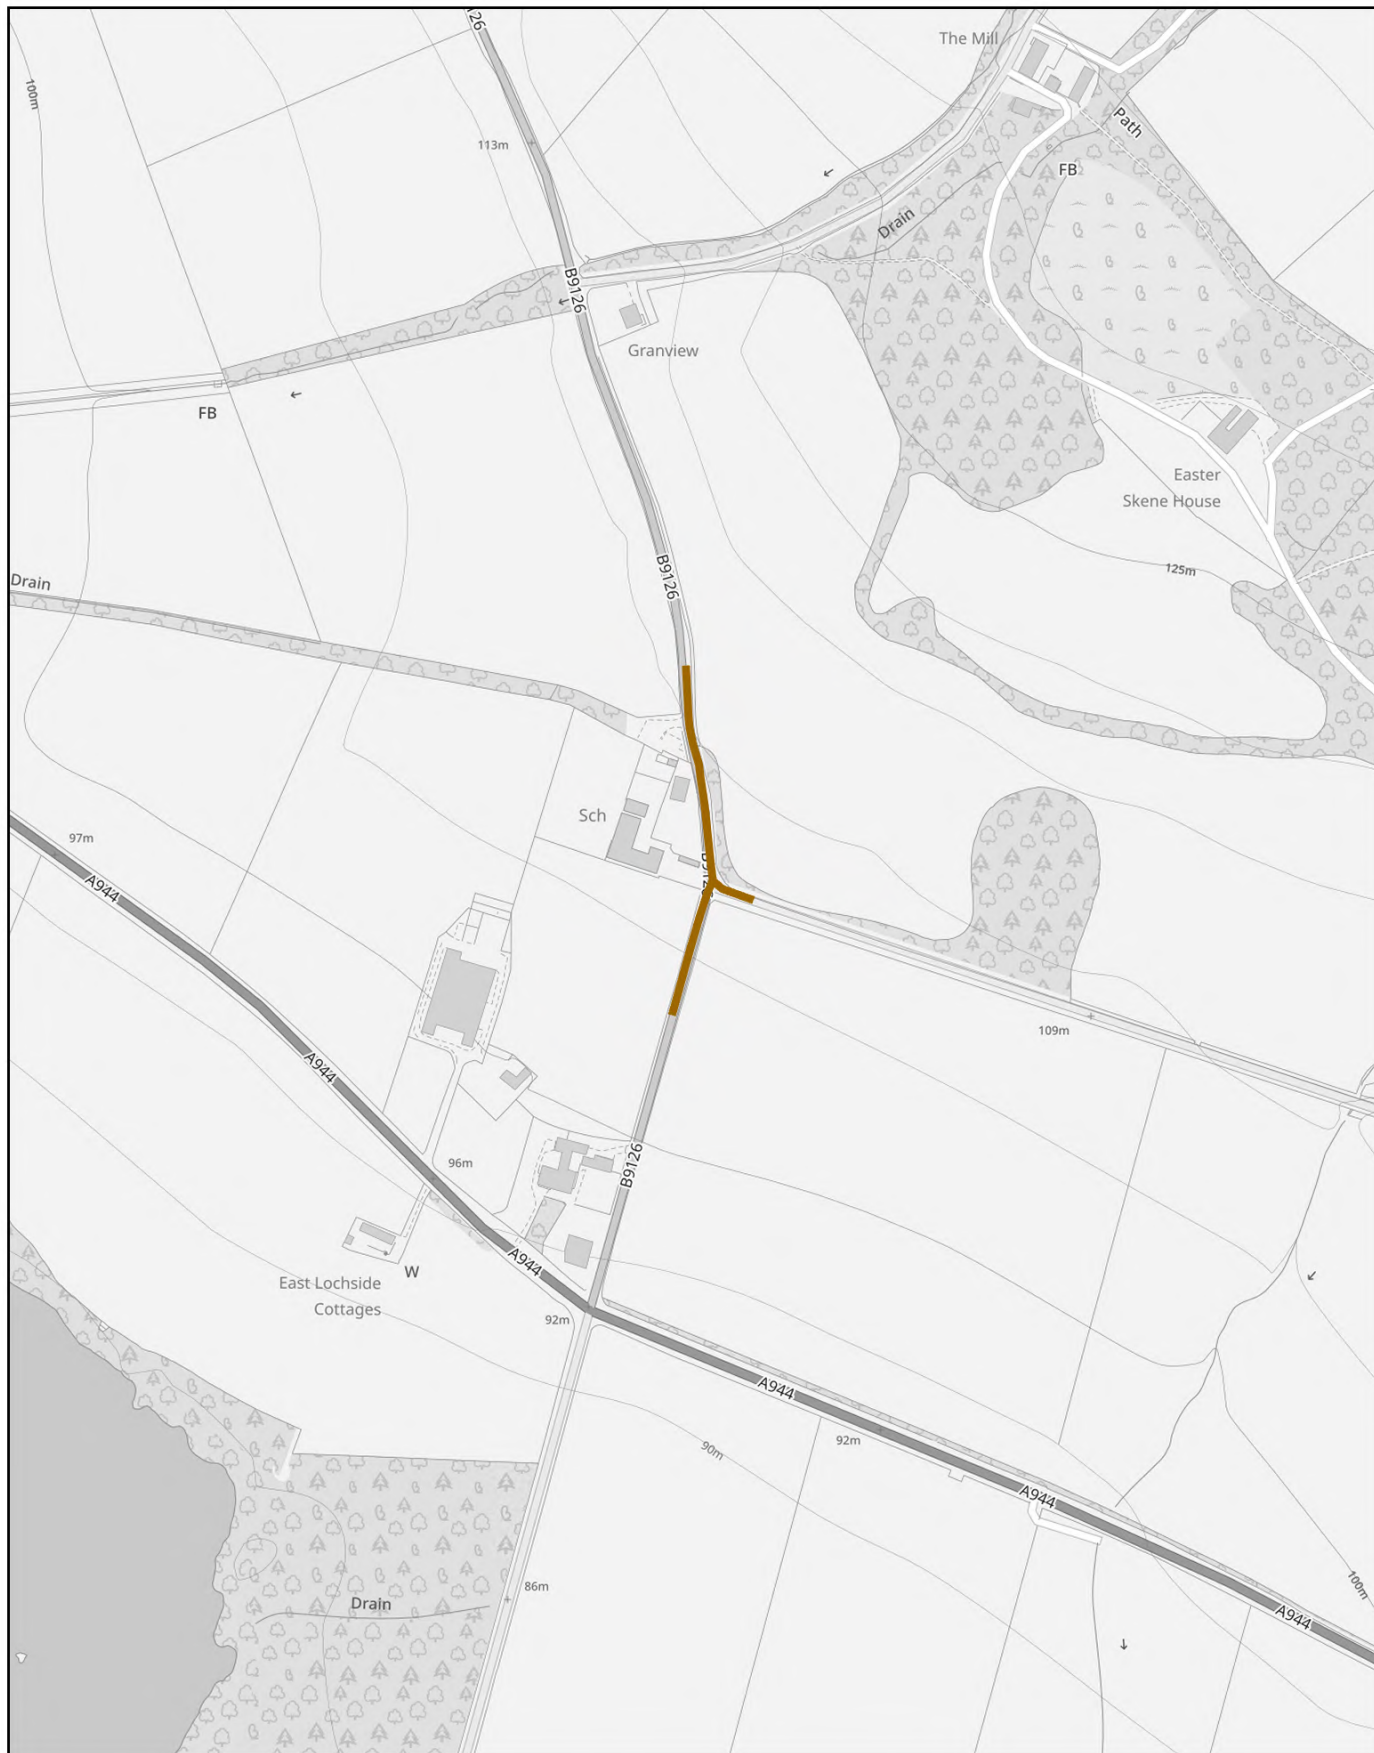 The Mill
100m
113m
Path
FB
Drain
B9126
Granview
FB
Easter
Skene House
B9126
125m
Drain
Sch
97m
A944
109m
A944
96m
B9126
A944
W
East Lochside
Cottages
92m
A944
92m
90m
A944
86m
Drain
100m
A944